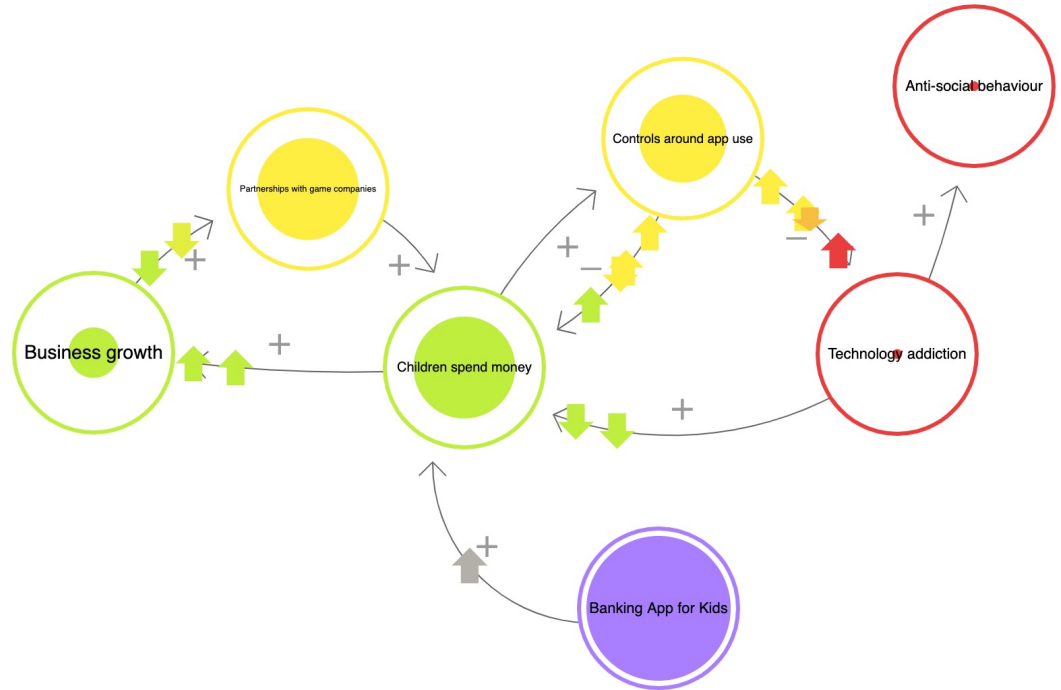 Anti-social behaviour
Controls around app use
Partnerships with game companies
+
+
+
+
−
−
Business growth
+
Children spend money
Technology addiction
+
+
Banking App for Kids